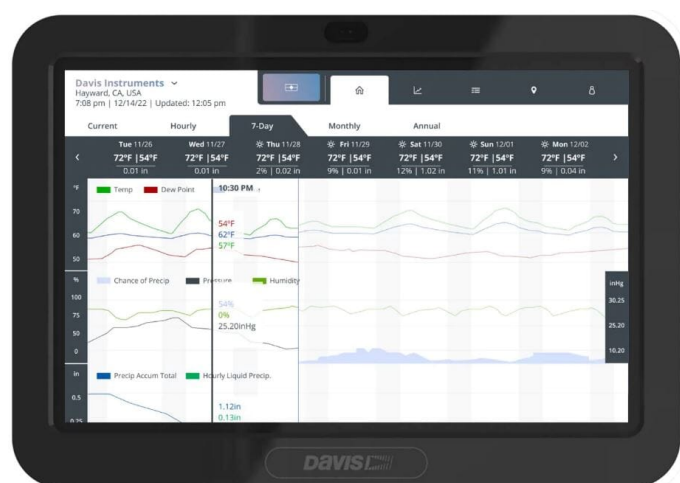 Davis Instruments
Hayward, CA, USA
7:08 pm | 12/14/22 | Updated: 12:05 pm
Current Hourly 7-Day Monthly Annual
Tue 11/26 Wed 11/27 Thu 11/28 Fri 11/29 Sat 11/30 Sun 12/01 Mon 12/02
72°F |54°F 72°F |54°F 72°F |54°F 72°F |54°F 72°F |54°F 72°F |54°F 72°F |54°F
0.01 in 0.01 in 2% | 0.02 in 9% | 0.01 in 12% | 1.02 in 11% | 1.01 in 9% | 0.04 in
°F Temp Dew Point 10:30 PM
70
54°F
60 62°F
57°F
50
% Chance of Precip Pressure Humidity inHg
100 54% 30.25
75 0%
25.20inHg 25.20
50
0 10.20
in Precip Accum Total Hourly Liquid Precip.
0.5
1.12in
0.25 0.13in
DAVIS